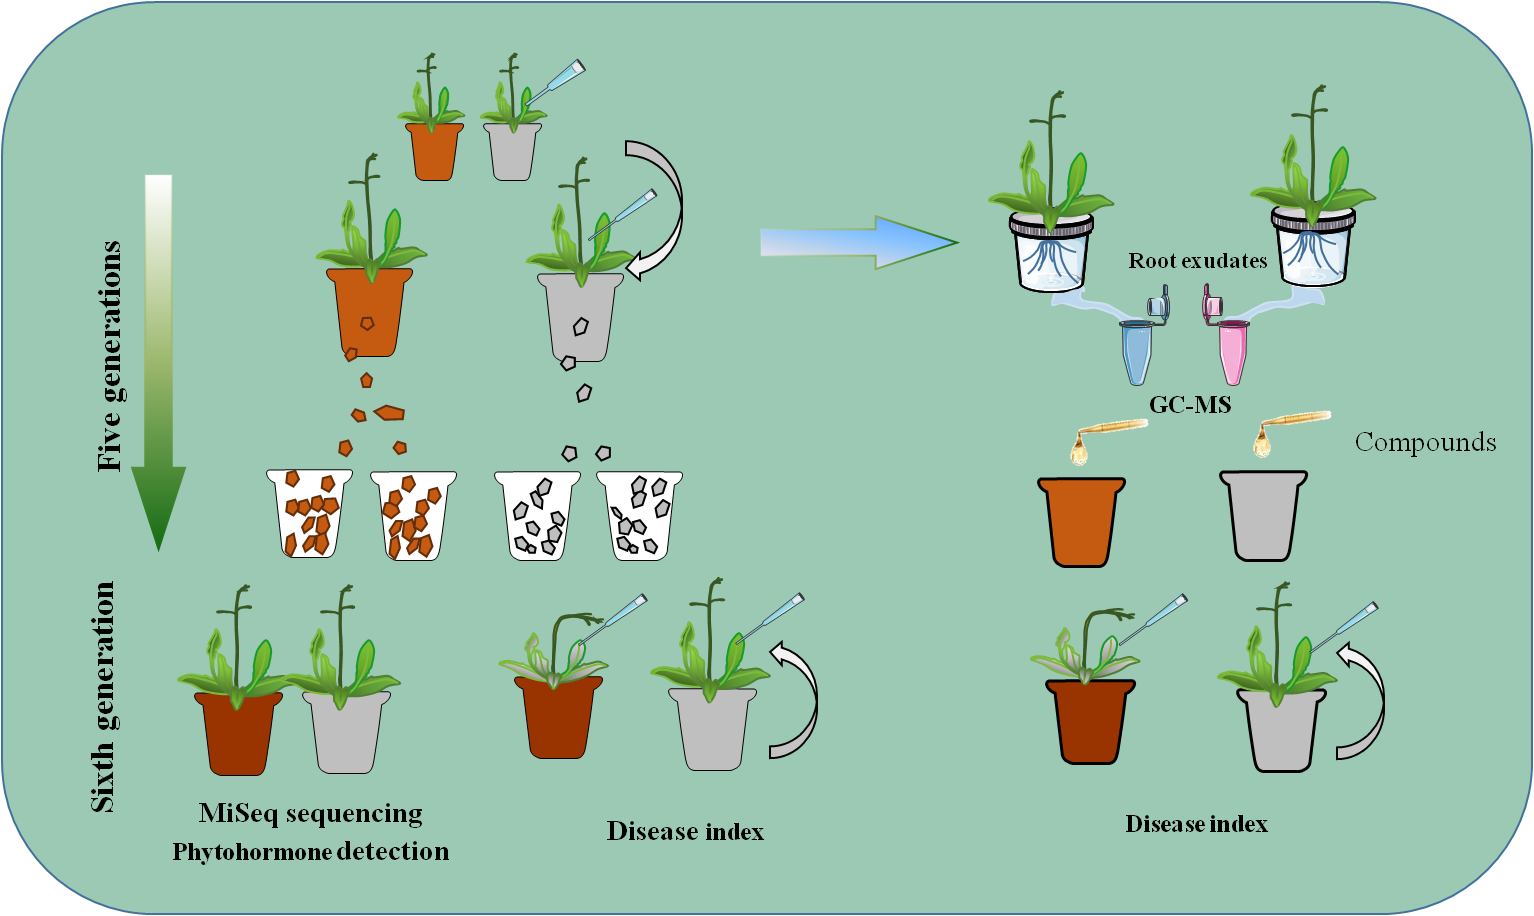 Five generations
Root exudates
GC-MS
Compounds
Sixth generation
MiSeq sequencing
Phytohormone detection
Disease index
Disease index